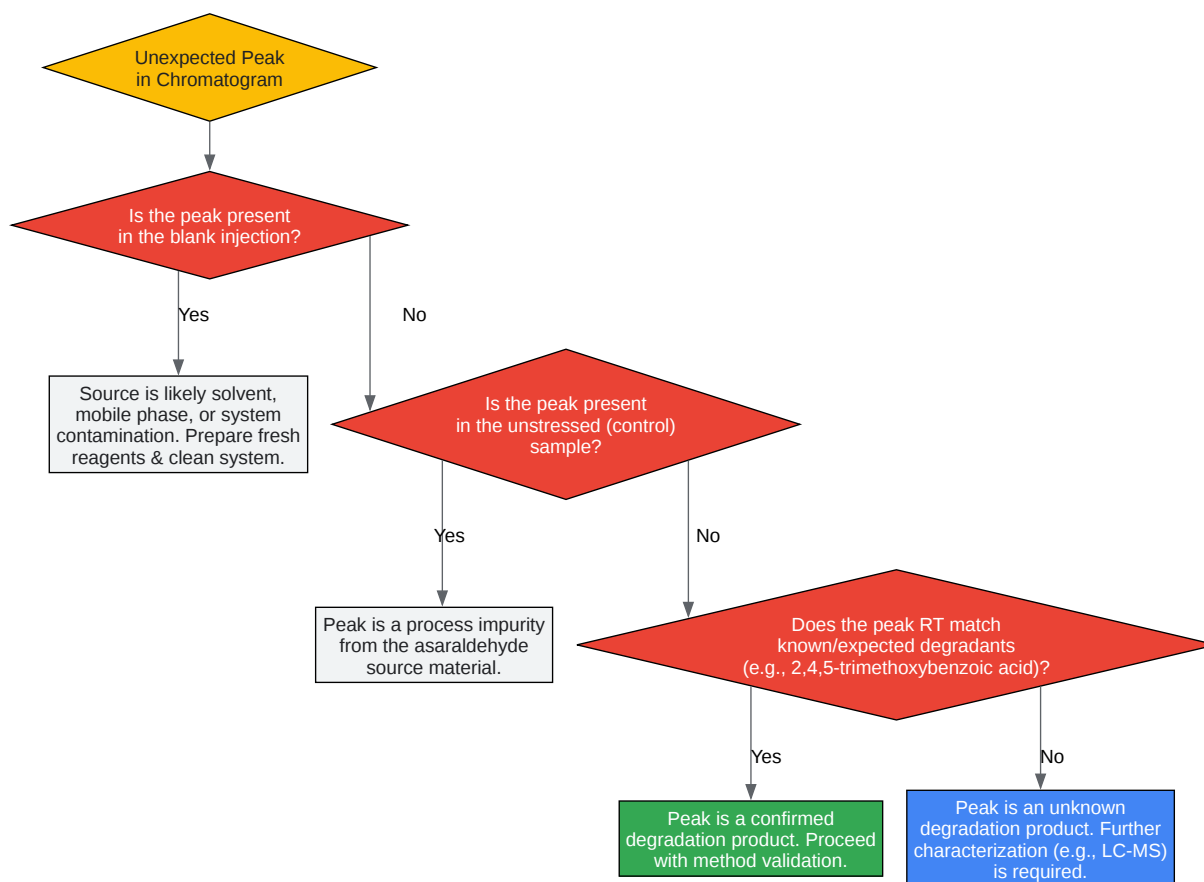 Unexpected Peak
in Chromatogram
Is the peak present
in the blank injection?
Yes
No
Source is likely solvent,
mobile phase, or system
contamination. Prepare fresh
reagents & clean system.
Is the peak present
in the unstressed (control)
sample?
Yes
No
Peak is a process impurity
from the asaraldehyde
source material.
Does the peak RT match
known/expected degradants
(e.g., 2,4,5-trimethoxybenzoic acid)?
Yes
No
Peak is a confirmed
degradation product. Proceed
with method validation.
Peak is an unknown
degradation product. Further
characterization (e.g., LC-MS)
is required.